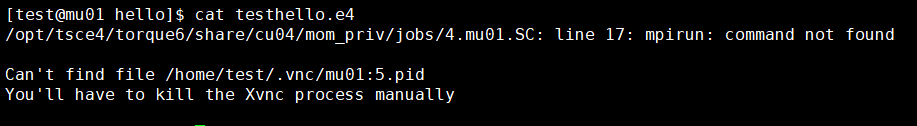 [test@mu01 hello]$ cat testhello.e4
/opt/tsce4/torque6/share/cu04/mom_priv/jobs/4.mu01.SC: line 17: mpirun: command not found
Can't find file /home/test/.vnc/mu01:5.pid
You'll have to kill the Xvnc process manually